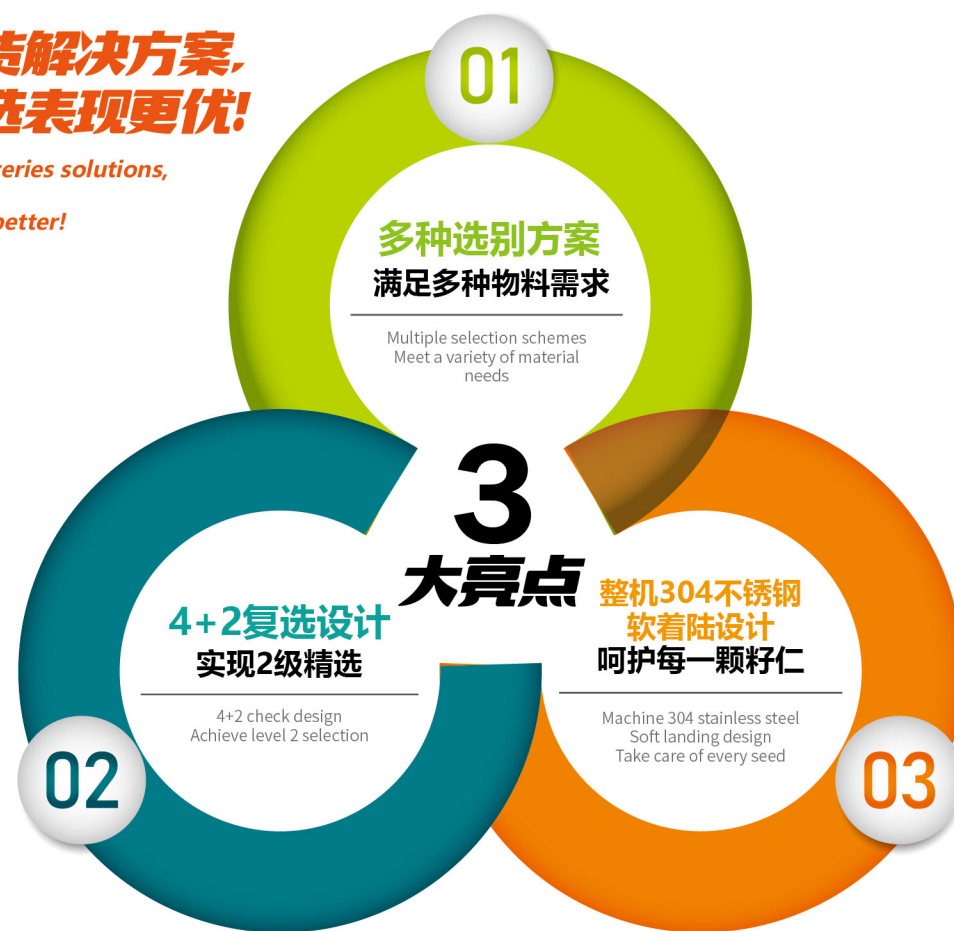 解决方案,
选表现更优!
solutions,
better!
01
多种选别方案
满足多种物料需求
Multiple selection schemes
Meet a variety of material
needs
3
大亮点
4+2复选设计
实现2级精选
4+2 check design
Achieve level 2 selection
02
整机304不锈钢
软着陆设计
呵护每一颗籽仁
Machine 304 stainless steel
Soft landing design
Take care of every seed
03